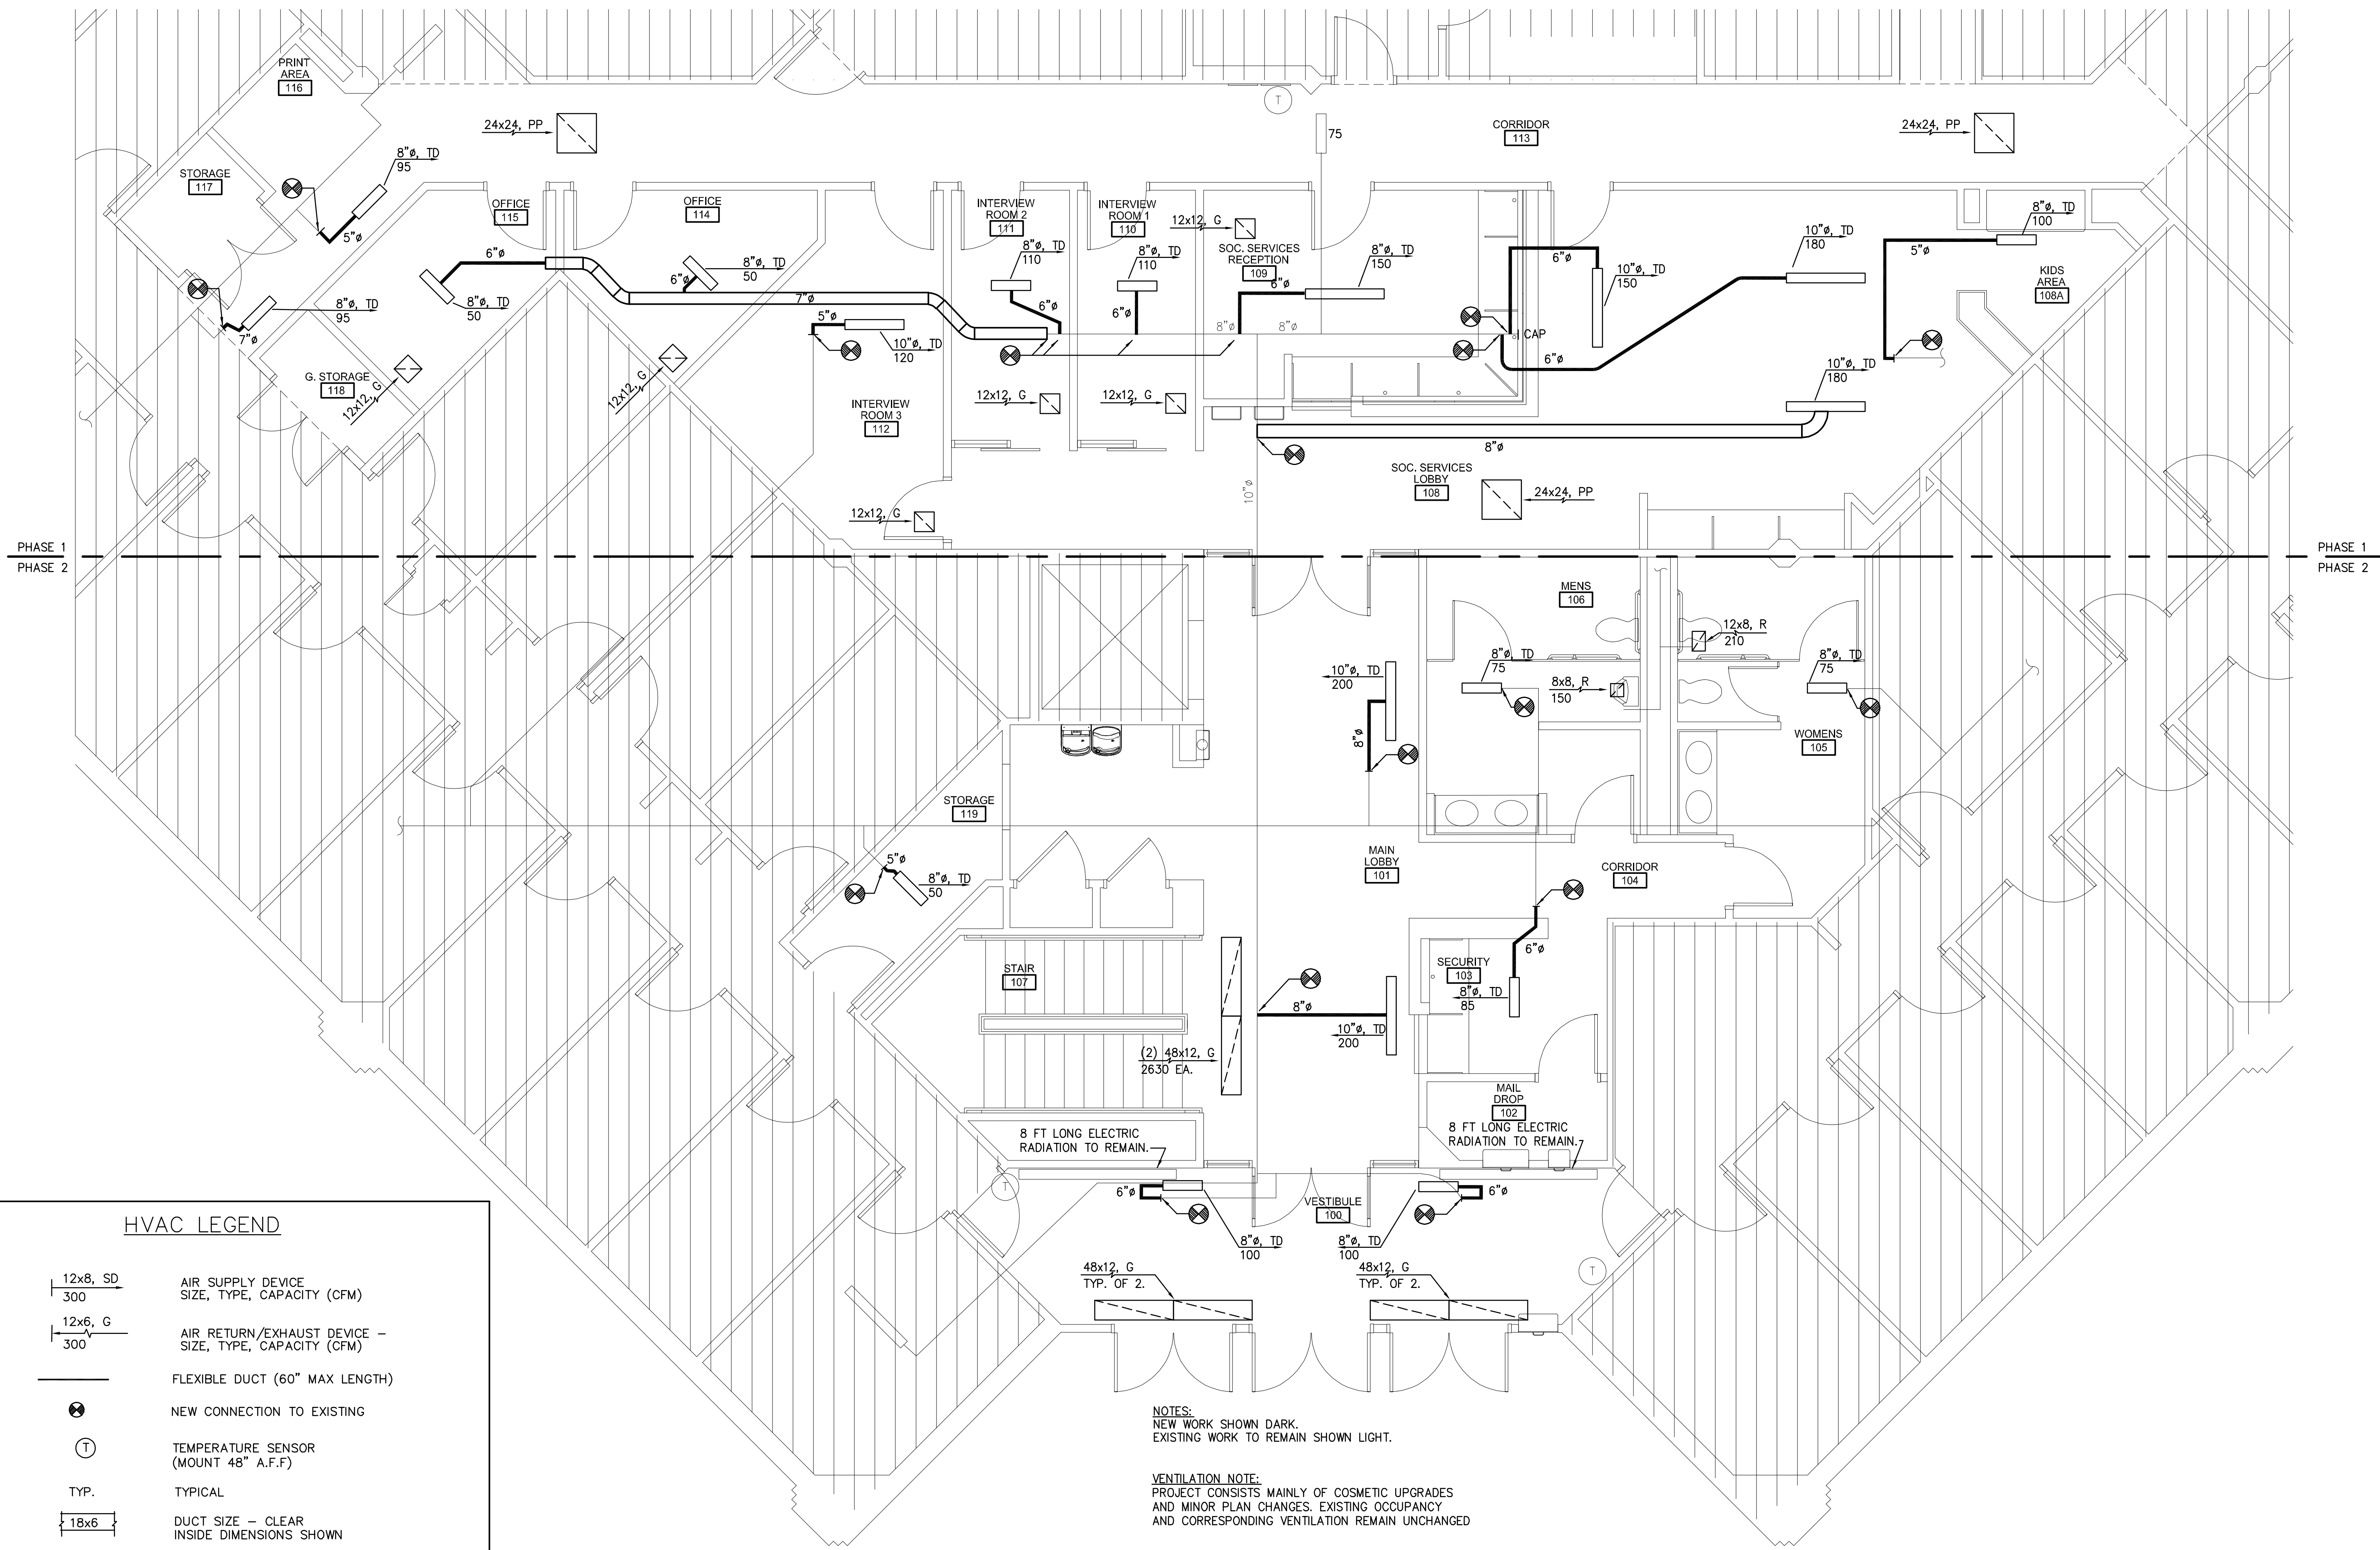 PRINT
AREA
116
24x24, PP
T
75
CORRIDOR
113
24x24, PP
8"ø, TD
95
STORAGE
117
5"ø
OFFICE
115
OFFICE
114
INTERVIEW
ROOM 2
111
INTERVIEW
ROOM 1
110
12x12, G
SOC. SERVICES
RECEPTION
109
8"ø, TD
100
6"ø
6"ø
8"ø, TD
50
8"ø, TD
110
8"ø, TD
110
8"ø, TD
150
6"ø
6"ø
10"ø, TD
150
10"ø, TD
180
5"ø
KIDS
AREA
108A
8"ø, TD
95
7"ø
8"ø, TD
50
7"ø
6"ø
6"ø
5"ø
10"ø, TD
120
8"ø
8"ø
CAP
6"ø
10"ø, TD
180
G. STORAGE
118
12x12, G
12x12, G
INTERVIEW
ROOM 3
112
12x12, G
12x12, G
8"ø
SOC. SERVICES
LOBBY
108
24x24, PP
10"ø
12x12, G
PHASE 1
PHASE 2
PHASE 1
PHASE 2
MENS
106
12x8, R
210
8"ø, TD
75
8"ø, TD
75
10"ø, TD
200
8x8, R
150
8"ø
WOMENS
105
STORAGE
119
5"ø
8"ø, TD
50
MAIN
LOBBY
101
CORRIDOR
104
6"ø
STAIR
107
SECURITY
103
8"ø, TD
85
8"ø
10"ø, TD
200
(2) 48x12, G
2630 EA.
MAIL
DROP
102
8 FT LONG ELECTRIC
RADIATION TO REMAIN.
8 FT LONG ELECTRIC
RADIATION TO REMAIN.
T
6"ø
VESTIBULE
100
6"ø
8"ø, TD
100
8"ø, TD
100
48x12, G
TYP. OF 2.
48x12, G
TYP. OF 2.
T
HVAC LEGEND
12x8, SD
300
AIR SUPPLY DEVICE
SIZE, TYPE, CAPACITY (CFM)
12x6, G
300
AIR RETURN/EXHAUST DEVICE –
SIZE, TYPE, CAPACITY (CFM)
FLEXIBLE DUCT (60" MAX LENGTH)
NEW CONNECTION TO EXISTING
T
TEMPERATURE SENSOR
(MOUNT 48" A.F.F)
TYP.
TYPICAL
18x6
DUCT SIZE – CLEAR
INSIDE DIMENSIONS SHOWN
NOTES:
NEW WORK SHOWN DARK.
EXISTING WORK TO REMAIN SHOWN LIGHT.
VENTILATION NOTE:
PROJECT CONSISTS MAINLY OF COSMETIC UPGRADES
AND MINOR PLAN CHANGES. EXISTING OCCUPANCY
AND CORRESPONDING VENTILATION REMAIN UNCHANGED